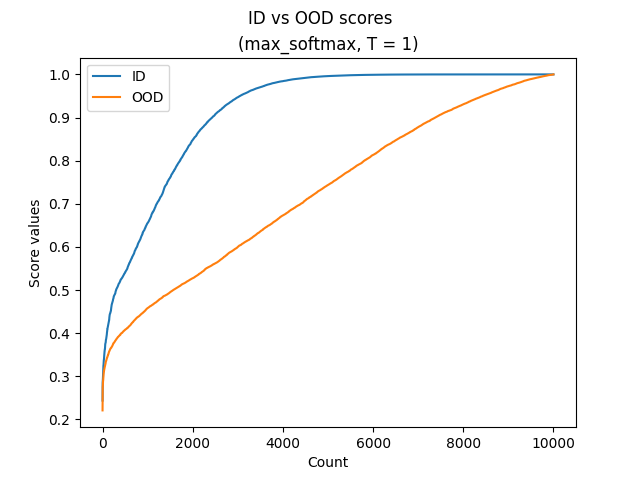 ID vs OOD scores
(max_softmax, T = 1)
ID
OOD
Score values
1.0
0.9
0.8
0.7
0.6
0.5
0.4
0.3
0.2
0
2000
4000
6000
8000
10000
Count